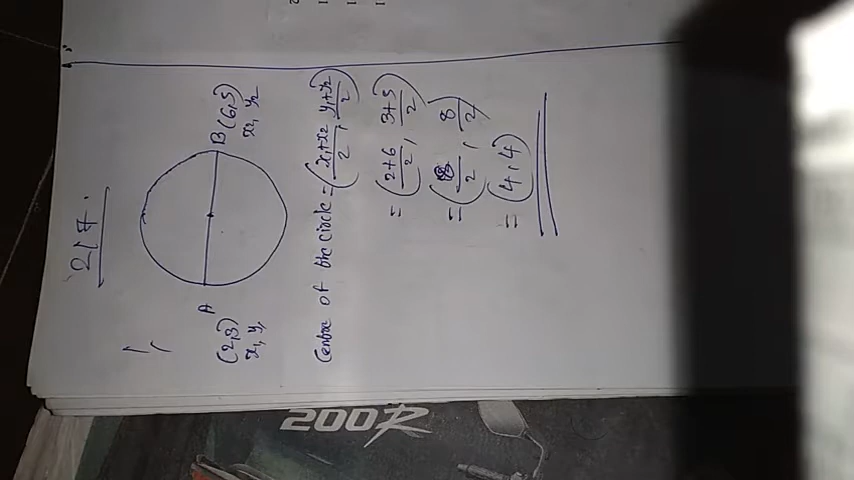 217.
A
B (6,5)
x₂ y₂
(2,3)
x₁ y₁
Centre of the circle = (x₁+x₂/2, y₁+y₂/2)
= (2+6/2, 3+5/2)
= (8/2, 8/2)
= (4,4)
200R